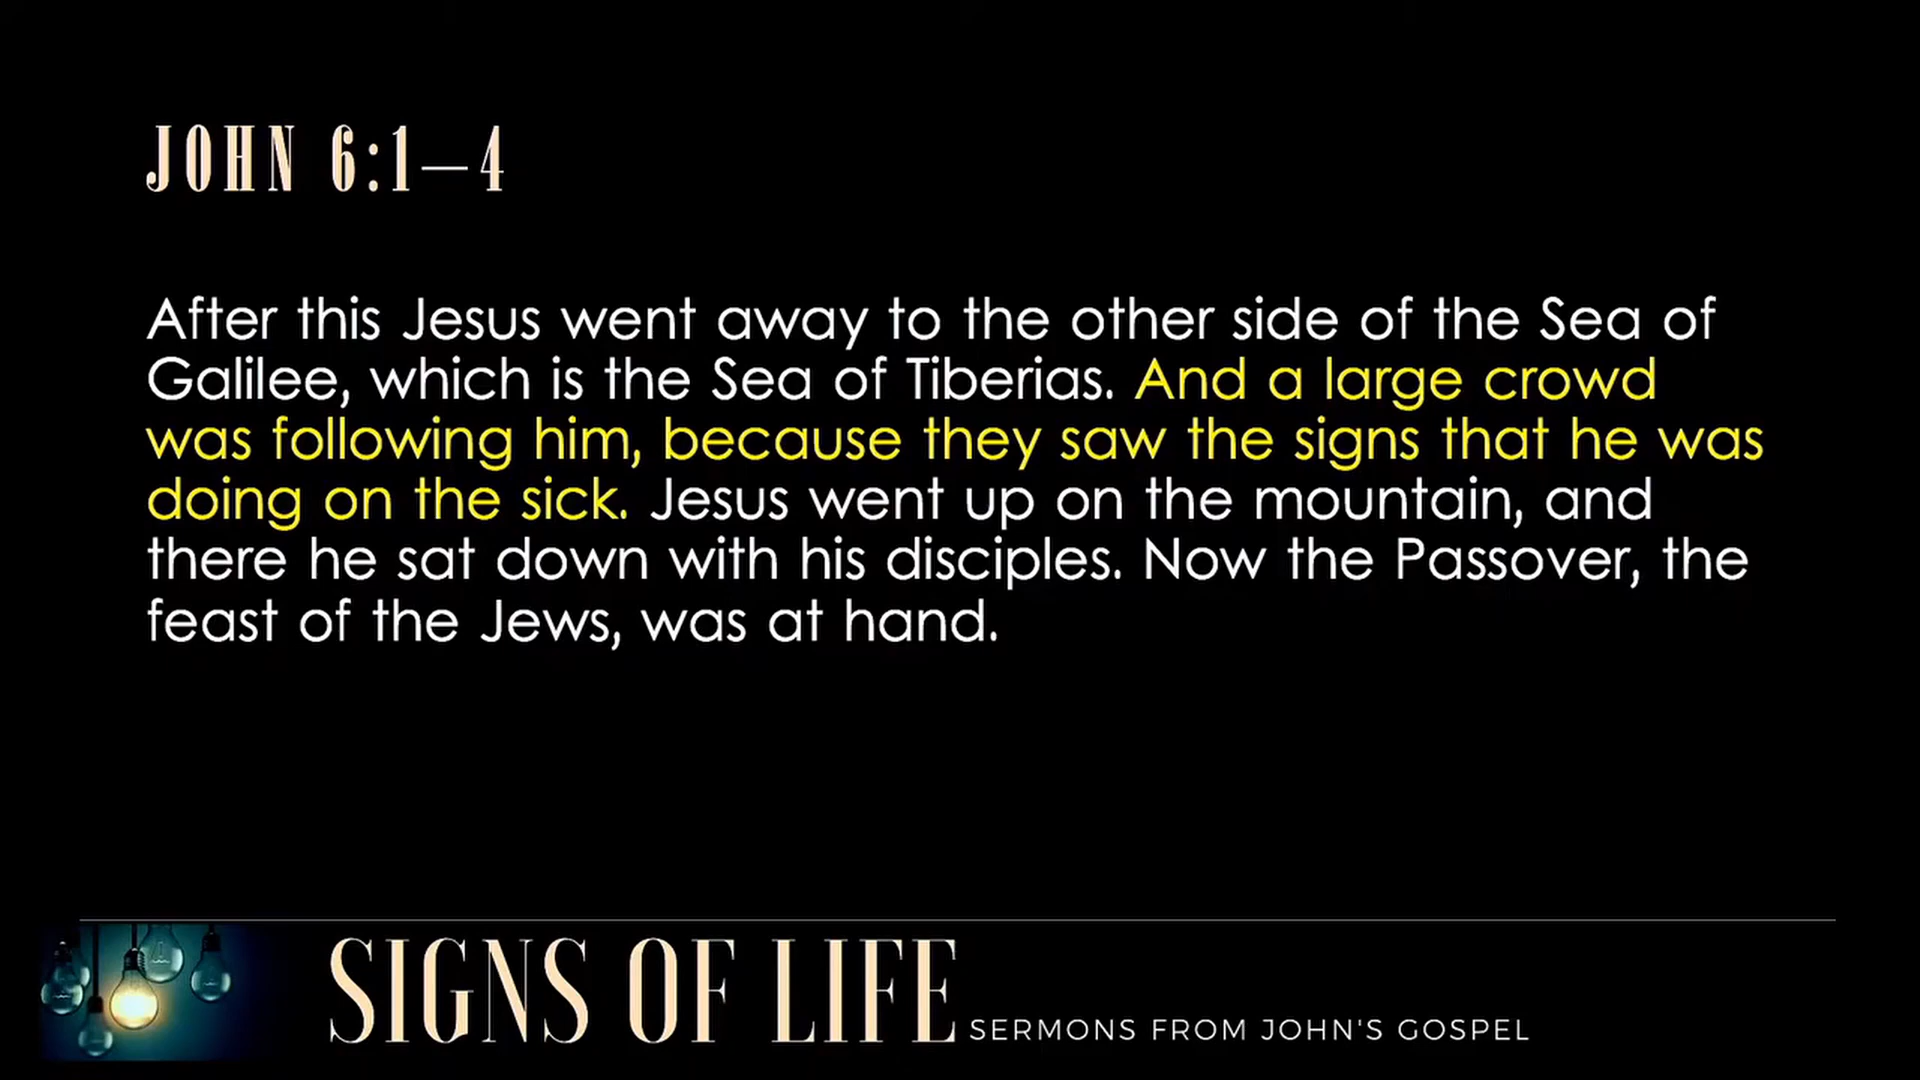 JOHN 6:1–4
After this Jesus went away to the other side of the Sea of
Galilee, which is the Sea of Tiberias. And a large crowd
was following him, because they saw the signs that he was
doing on the sick. Jesus went up on the mountain, and
there he sat down with his disciples. Now the Passover, the
feast of the Jews, was at hand.
SIGNS OF LIFE SERMONS FROM JOHN'S GOSPEL